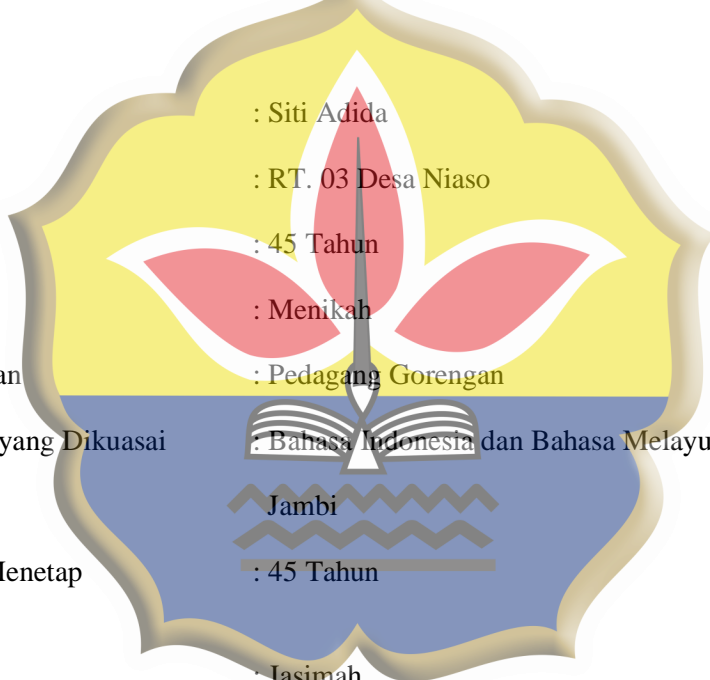 : Siti Adida
: RT. 03 Desa Niaso
: 45 Tahun
: Menikah
an : Pedagang Gorengan
yang Dikuasai : Bahasa Indonesia dan Bahasa Melayu
Jambi
Menetap : 45 Tahun
: Jasimah